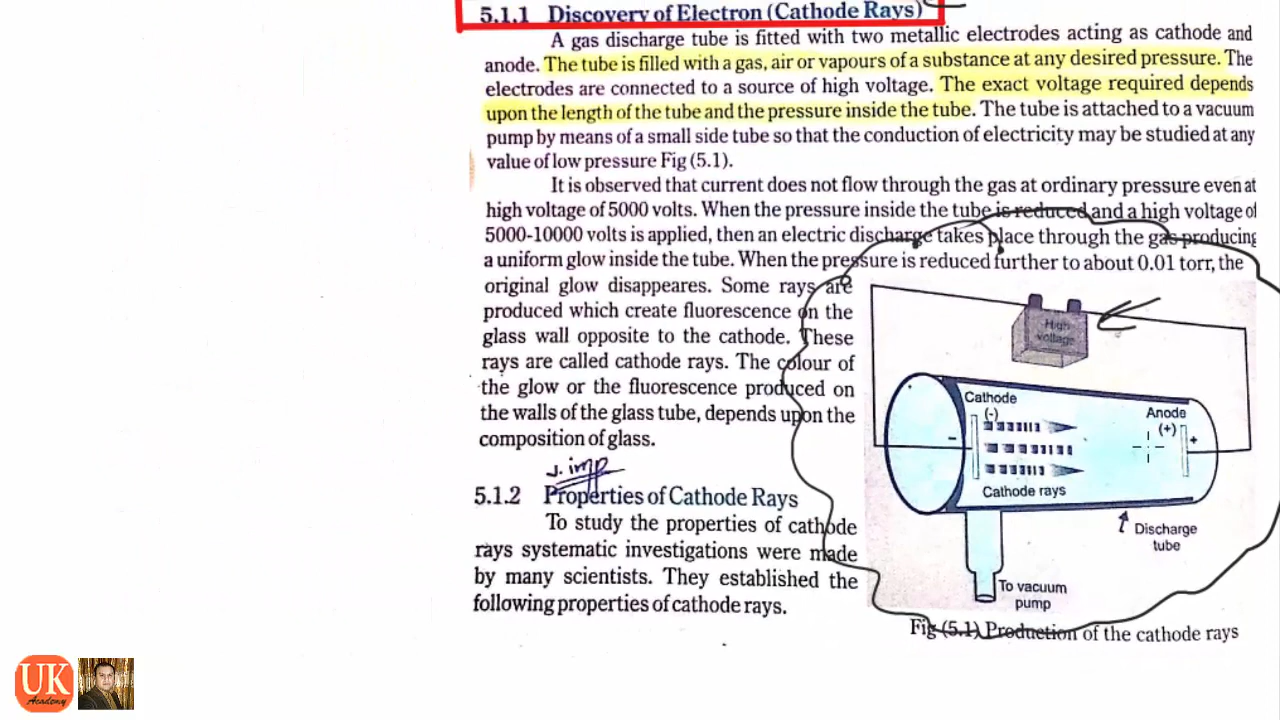 5.1.1 Discovery of Electron (Cathode Rays)
A gas discharge tube is fitted with two metallic electrodes acting as cathode and
anode. The tube is filled with a gas, air or vapours of a substance at any desired pressure. The
electrodes are connected to a source of high voltage. The exact voltage required depends
upon the length of the tube and the pressure inside the tube. The tube is attached to a vacuum
pump by means of a small side tube so that the conduction of electricity may be studied at any
value of low pressure Fig (5.1).
It is observed that current does not flow through the gas at ordinary pressure even at
high voltage of 5000 volts. When the pressure inside the tube is reduced and a high voltage of
5000-10000 volts is applied, then an electric discharge takes place through the gas producing
a uniform glow inside the tube. When the pressure is reduced further to about 0.01 torr, the
original glow disappears. Some rays are
produced which create fluorescence on the
glass wall opposite to the cathode. These
rays are called cathode rays. The colour of
the glow or the fluorescence produced on
the walls of the glass tube, depends upon the
composition of glass.
v. imp
5.1.2 Properties of Cathode Rays
To study the properties of cathode
rays systematic investigations were made
by many scientists. They established the
following properties of cathode rays.
High
voltage
Cathode
(-)
Anode
(+)
-
+
Cathode rays
Discharge
tube
To vacuum
pump
Fig (5.1) Production of the cathode rays
UK
Academy